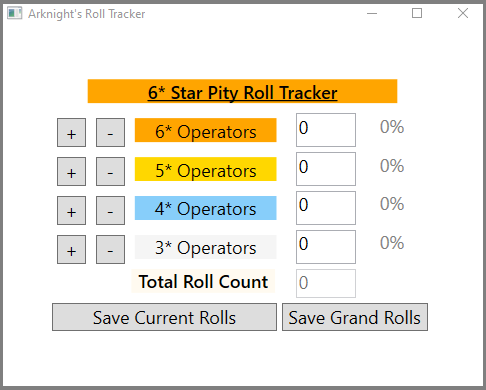 Arknight's Roll Tracker
6* Star Pity Roll Tracker
+ - 6* Operators 0 0%
+ - 5* Operators 0 0%
+ - 4* Operators 0 0%
+ - 3* Operators 0 0%
Total Roll Count 0
Save Current Rolls Save Grand Rolls